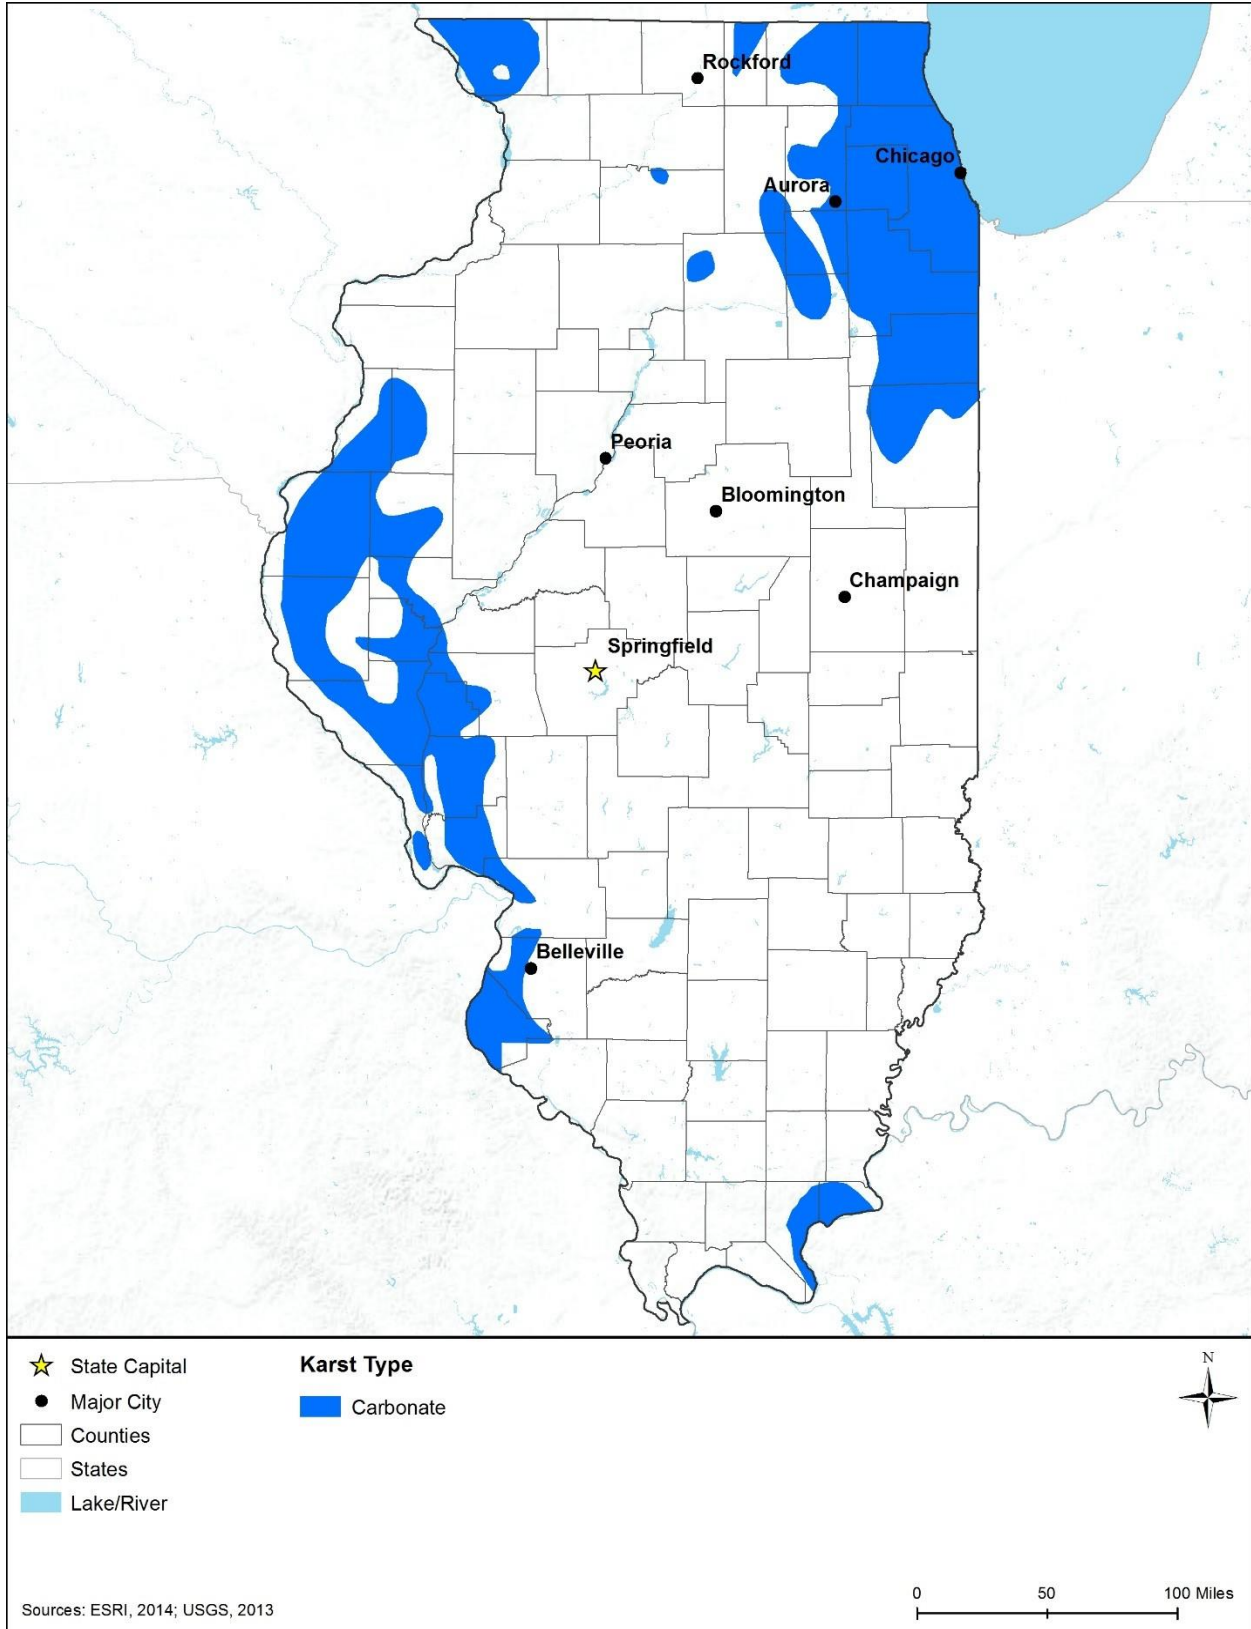 Rockford
Chicago
Aurora
Peoria
Bloomington
Champaign
Springfield
Belleville
State Capital
Major City
Counties
States
Lake/River
Karst Type
Carbonate
N
Sources: ESRI, 2014; USGS, 2013
0 50 100 Miles